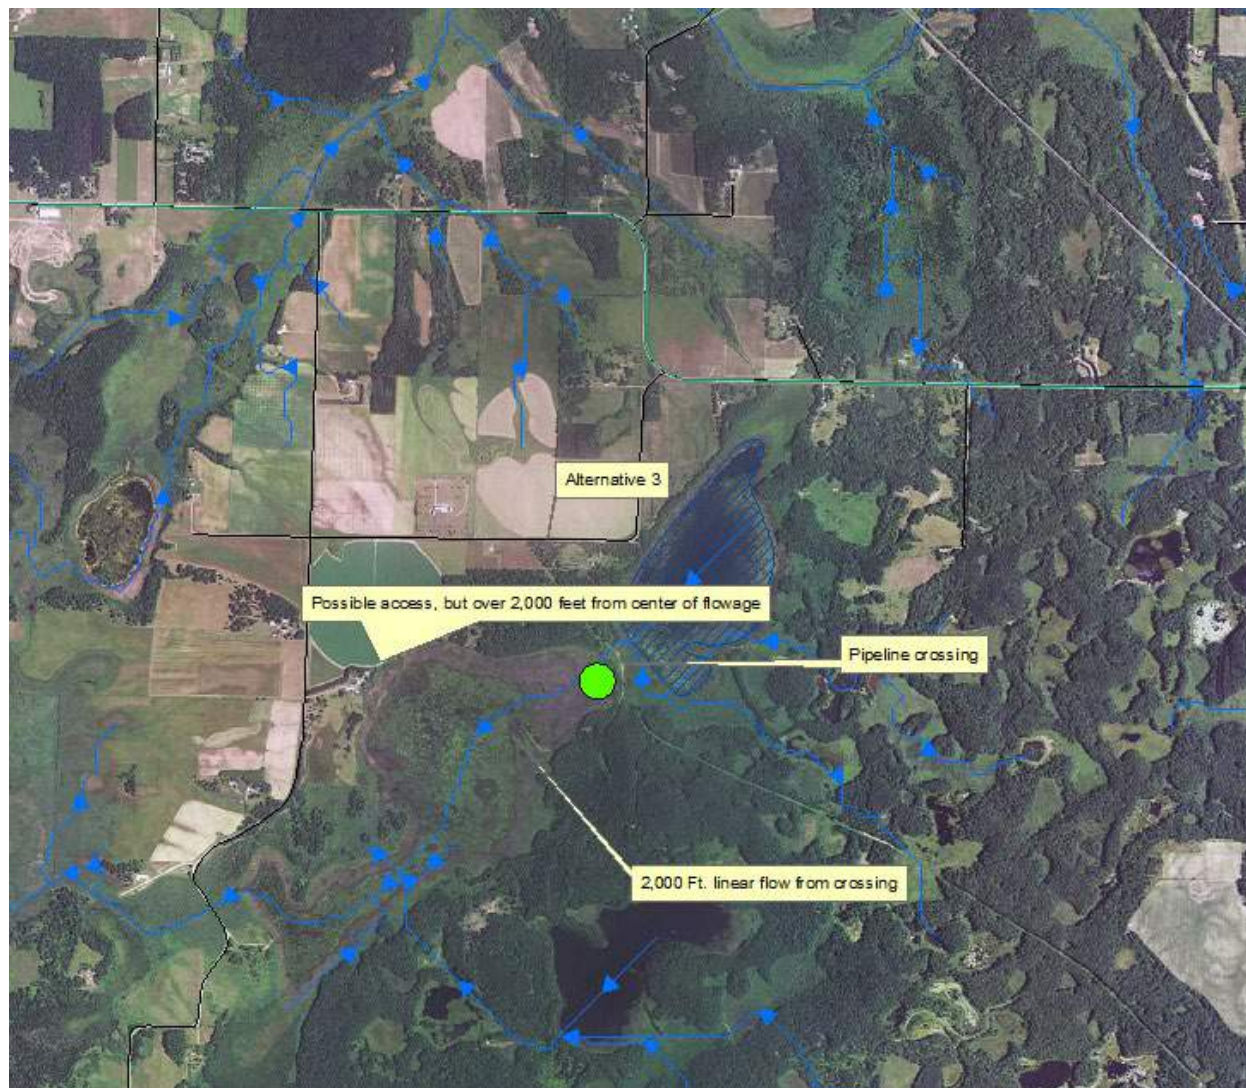 Alternative 3
Possible access, but over 2,000 feet from center of flowage
Pipeline crossing
2,000 Ft. linear flow from crossing